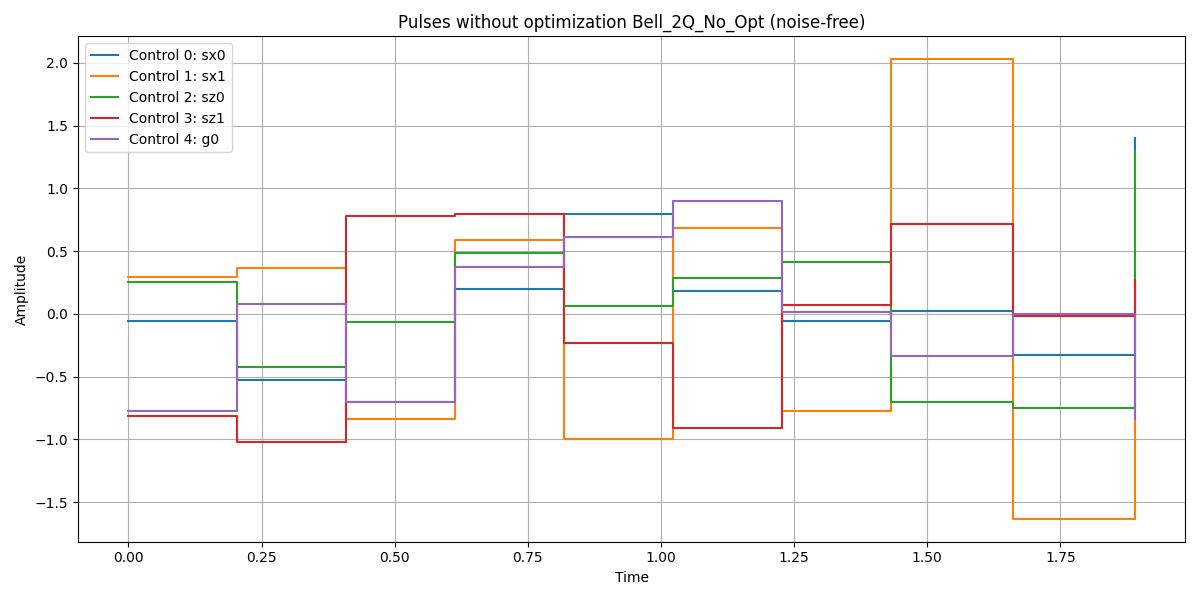 Pulses without optimization Bell_2Q_No_Opt (noise-free)
Control 0: sx0
Control 1: sx1
Control 2: sz0
Control 3: sz1
Control 4: g0
Amplitude
2.0
1.5
1.0
0.5
0.0
−0.5
−1.0
−1.5
0.00 0.25 0.50 0.75 1.00 1.25 1.50 1.75
Time